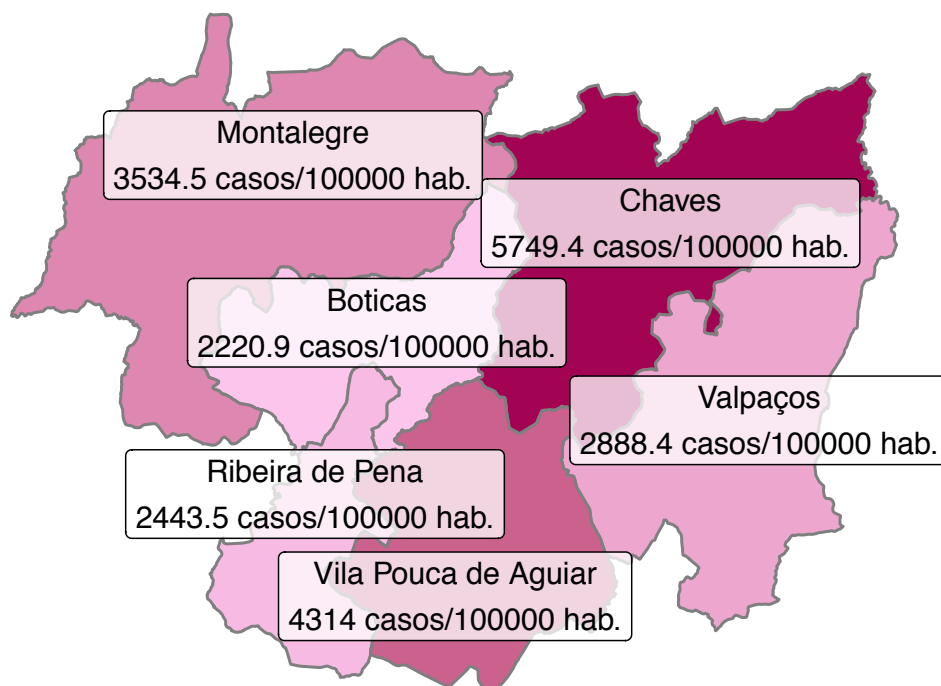 Montalegre
3534.5 casos/100000 hab.
Chaves
5749.4 casos/100000 hab.
Boticas
2220.9 casos/100000 hab.
Valpaços
2888.4 casos/100000 hab.
Ribeira de Pena
2443.5 casos/100000 hab.
Vila Pouca de Aguiar
4314 casos/100000 hab.